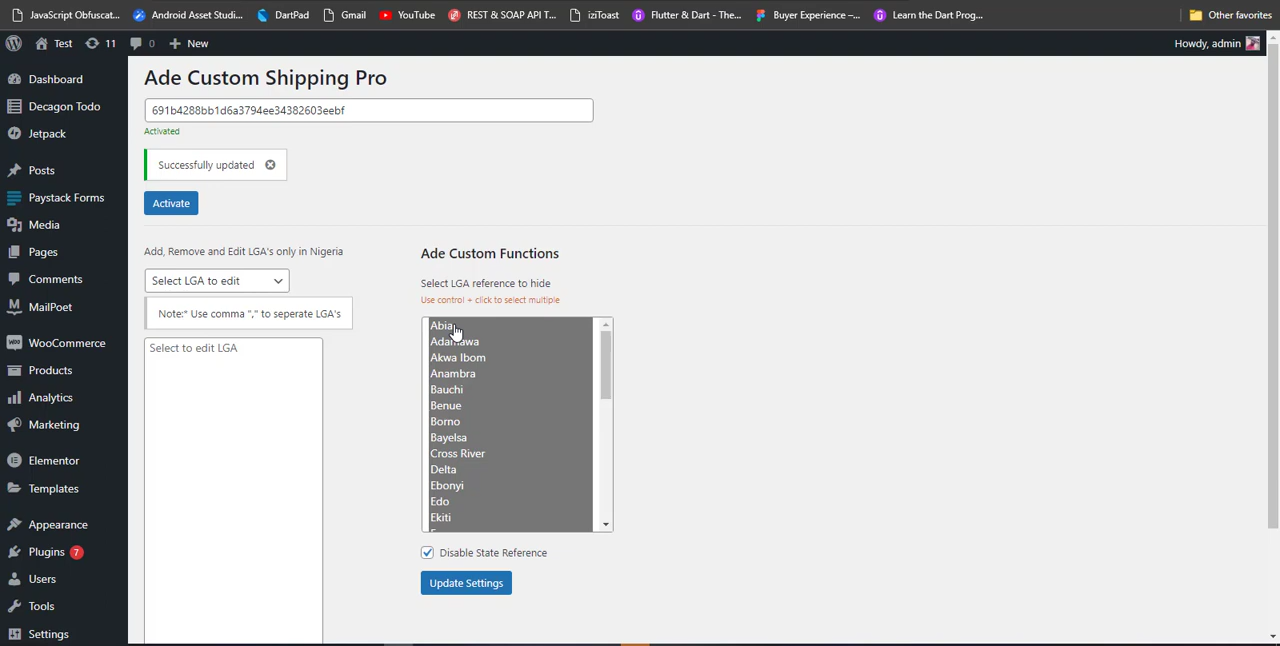 JavaScript Obfuscat...
Android Asset Studi...
DartPad
Gmail
YouTube
REST & SOAP API T...
iziToast
Flutter & Dart - The...
Buyer Experience –...
Learn the Dart Prog...
Other favorites
Test
11
0
New
Howdy, admin
Dashboard
Decagon Todo
Jetpack
Posts
Paystack Forms
Media
Pages
Comments
MailPoet
WooCommerce
Products
Analytics
Marketing
Elementor
Templates
Appearance
Plugins 7
Users
Tools
Settings
Ade Custom Shipping Pro
691b4288bb1d6a3794ee34382603eebf
Activated
Successfully updated
Activate
Add, Remove and Edit LGA's only in Nigeria
Select LGA to edit
Note:* Use comma "," to seperate LGA's
Select to edit LGA
Ade Custom Functions
Select LGA reference to hide
Use control + click to select multiple
Abia
Adamawa
Akwa Ibom
Anambra
Bauchi
Benue
Borno
Bayelsa
Cross River
Delta
Ebonyi
Edo
Ekiti
Disable State Reference
Update Settings